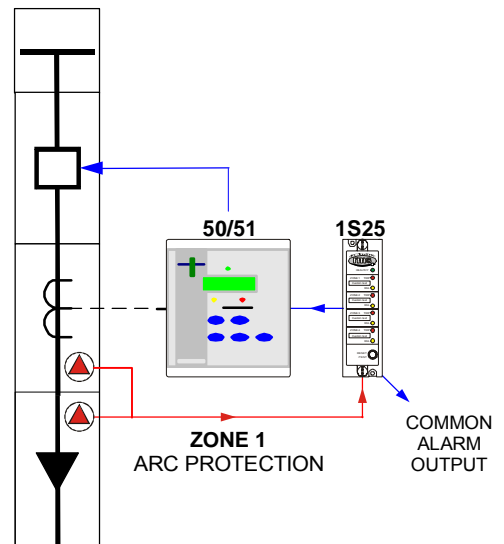 50/51
1S25
ZONE 1
ARC PROTECTION
COMMON
ALARM
OUTPUT